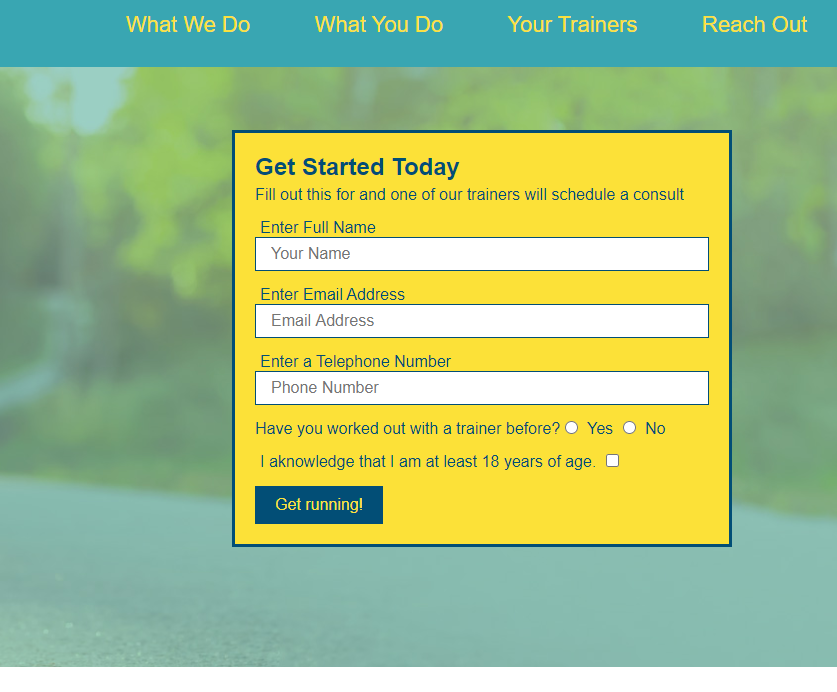 What We Do What You Do Your Trainers Reach Out
Get Started Today
Fill out this for and one of our trainers will schedule a consult
Enter Full Name
Your Name
Enter Email Address
Email Address
Enter a Telephone Number
Phone Number
Have you worked out with a trainer before? Yes No
I aknowledge that I am at least 18 years of age.
Get running!